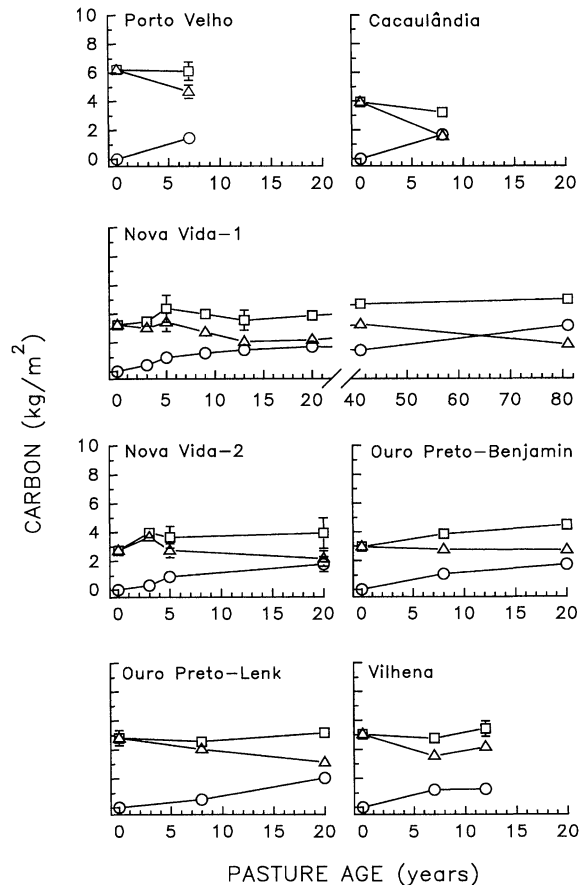 Porto Velho
Cacaulândia
10
8
6
4
2
0
0 5 10 15 20
0 5 10 15 20
Nova Vida-1
0 5 10 15 20 40 50 60 70 80
CARBON (kg/m²)
Nova Vida-2
Ouro Preto-Benjamin
10
8
6
4
2
0
0 5 10 15 20
0 5 10 15 20
Ouro Preto-Lenk
Vilhena
0 5 10 15 20
0 5 10 15 20
PASTURE AGE (years)